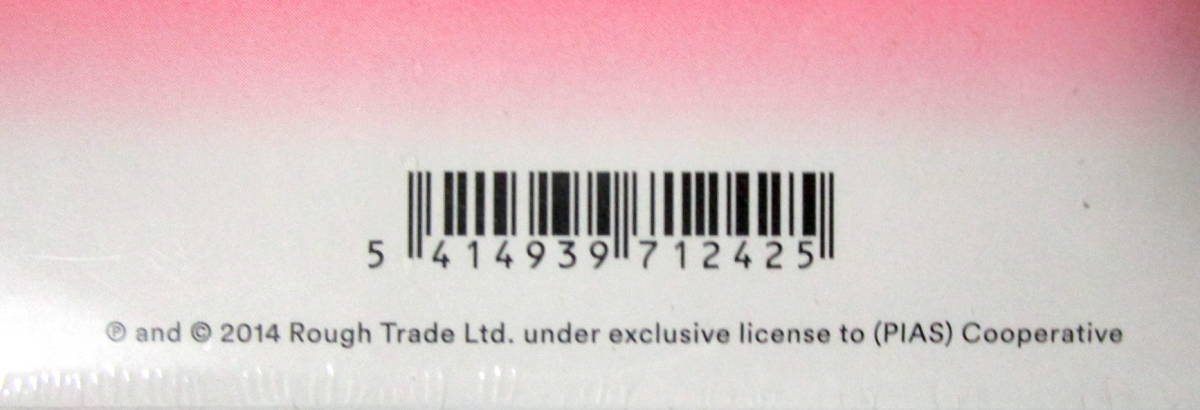 5 414939 712425
℗ and © 2014 Rough Trade Ltd. under exclusive license to (PIAS) Cooperative